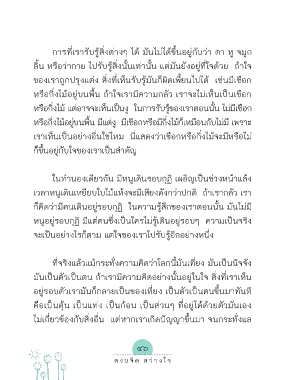 การที่เรารับรู้สิ่งต่างๆ ได้ มันไม่ได้ขึ้นอยู่กับว่า ตา หู จมูก
ลิ้น หรือว่ากาย ไปรับรู้สิ่งนั้นเท่านั้น แต่มันยังอยู่ที่ใจด้วย ถ้าใจ
ของเราถูกปรุงแต่ง สิ่งที่เห็นรับรู้มันก็ผิดเพี้ยนไปได้ เช่นมีเชือก
หรือกิ่งไม้อยู่บนพื้น ถ้าใจเรามีความกลัว เราจะไม่เห็นเป็นเชือก
หรือกิ่งไม้ แต่อาจจะเห็นเป็นงู ในการรับรู้ของเราตอนนั้น ไม่มีเชือก
หรือกิ่งไม้อยู่บนพื้น มีแต่งู มีเชือกหรือมีกิ่งไม้ก็เหมือนกับไม่มี เพราะ
เราเห็นเป็นอย่างอื่นใช่ไหม นี่แสดงว่าเชือกหรือกิ่งไม้จะมีหรือไม่
ก็ขึ้นอยู่กับใจของเราเป็นสำคัญ
ในทำนองเดียวกัน มีหนูเดินรอบกุฏิ เผอิญเป็นช่วงหน้าแล้ง
เวลาหนูเดินเหยียบใบไม้แห้งจะมีเสียงดังกว่าปกติ ถ้าเรากลัว เรา
ก็คิดว่ามีคนเดินอยู่รอบกุฏิ ในความรู้สึกของเราตอนนั้น มันไม่มี
หนูอยู่รอบกุฏิ มีแต่คนซึ่งเป็นใครไม่รู้เดินอยู่รอบๆ ความเป็นจริง
จะเป็นอย่างไรก็ตาม แต่ใจของเราไปรับรู้อีกอย่างหนึ่ง
ที่จริงแล้วแม้กระทั่งความคิดว่าโลกนี้มันเที่ยง มันเป็นนิจจัง
มันเป็นตัวเป็นตน ถ้าเรามีความคิดอย่างนั้นอยู่ในใจ สิ่งที่เราเห็น
อยู่รอบตัวเรามันก็กลายเป็นของเที่ยง เป็นตัวเป็นตนขึ้นมาทันที
คือเป็นดุ้น เป็นแท่ง เป็นก้อน เป็นส่วนๆ ที่อยู่ได้ด้วยตัวมันเอง
ไม่เกี่ยวข้องกับสิ่งอื่น แต่หากเราเกิดปัญญาขึ้นมา จนกระทั่งแล
๔๖
สงบจิต สว่างใจ